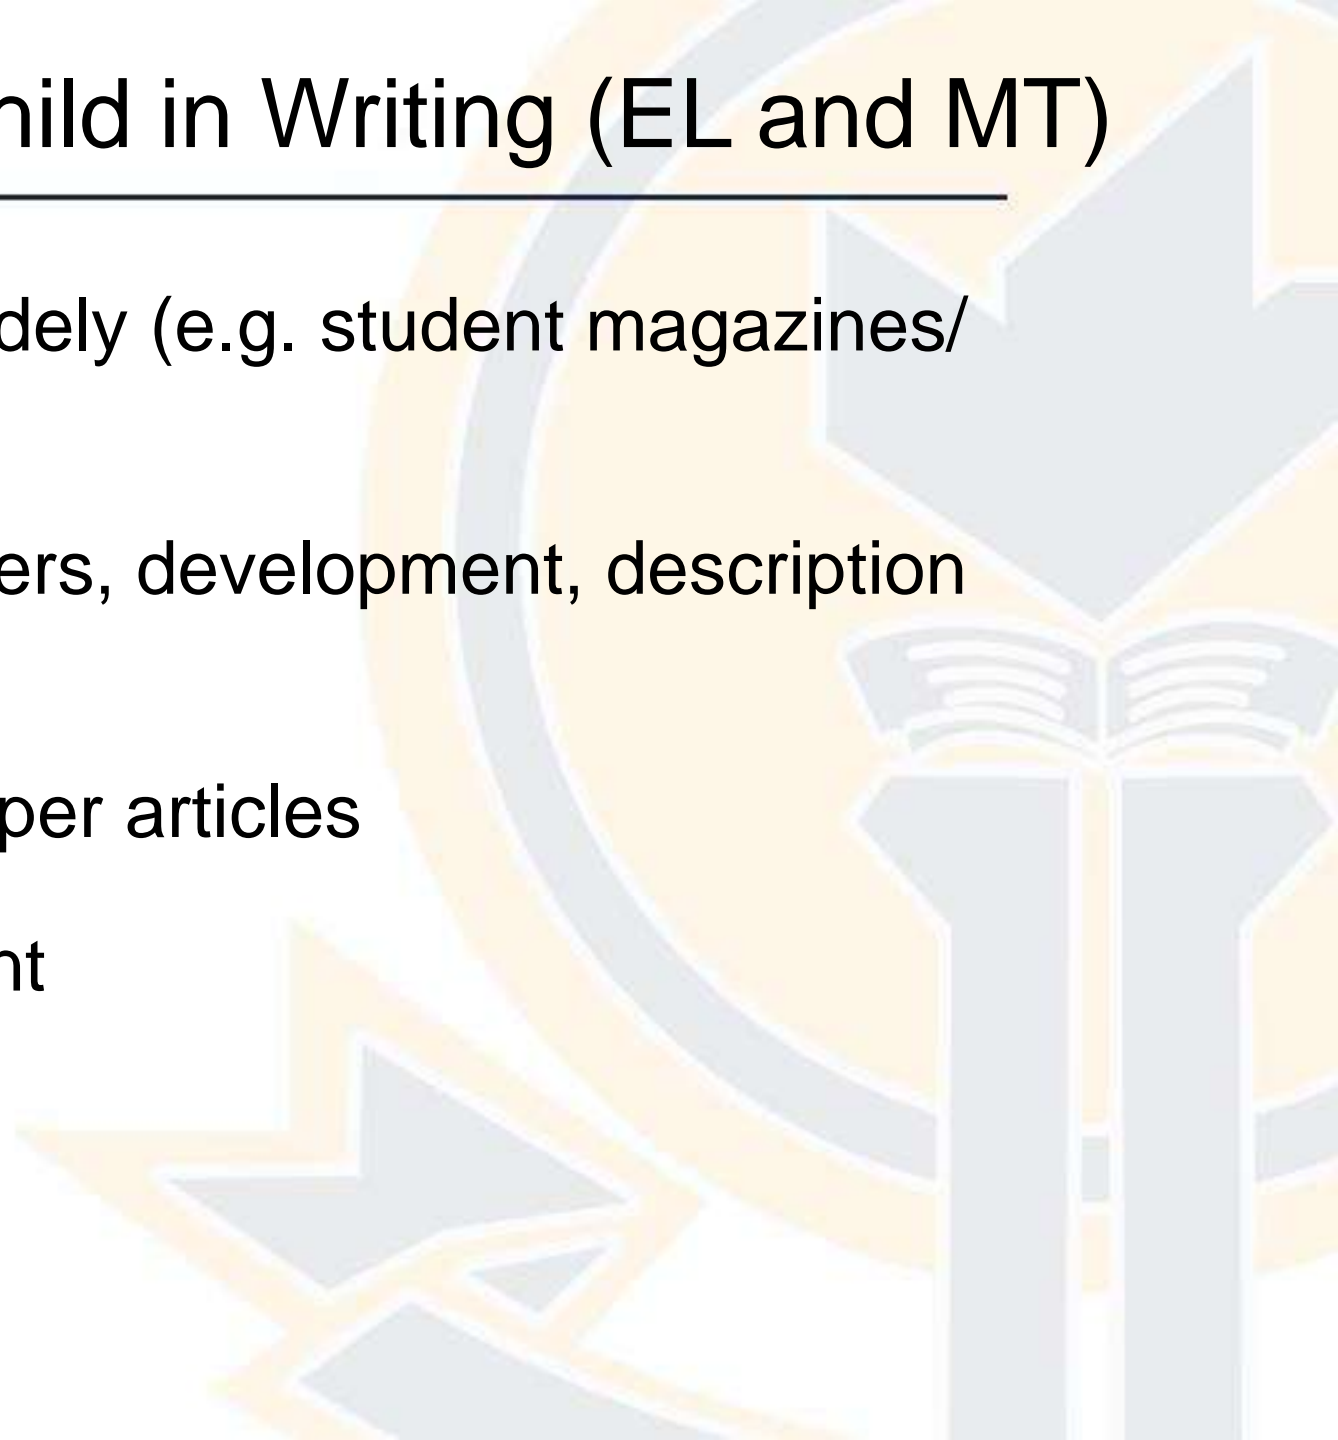 hild in Writing (EL and MT)
dely (e.g. student magazines/
ers, development, description
per articles
nt